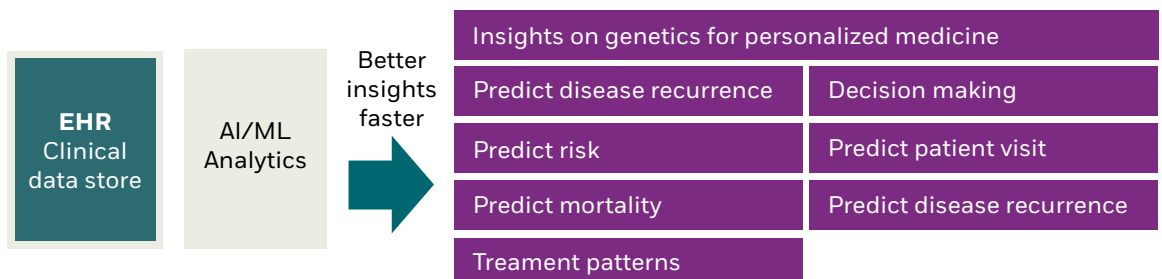 EHR
Clinical
data store
AI/ML
Analytics
Better
insights
faster
Insights on genetics for personalized medicine
Predict disease recurrence
Decision making
Predict risk
Predict patient visit
Predict mortality
Predict disease recurrence
Treament patterns